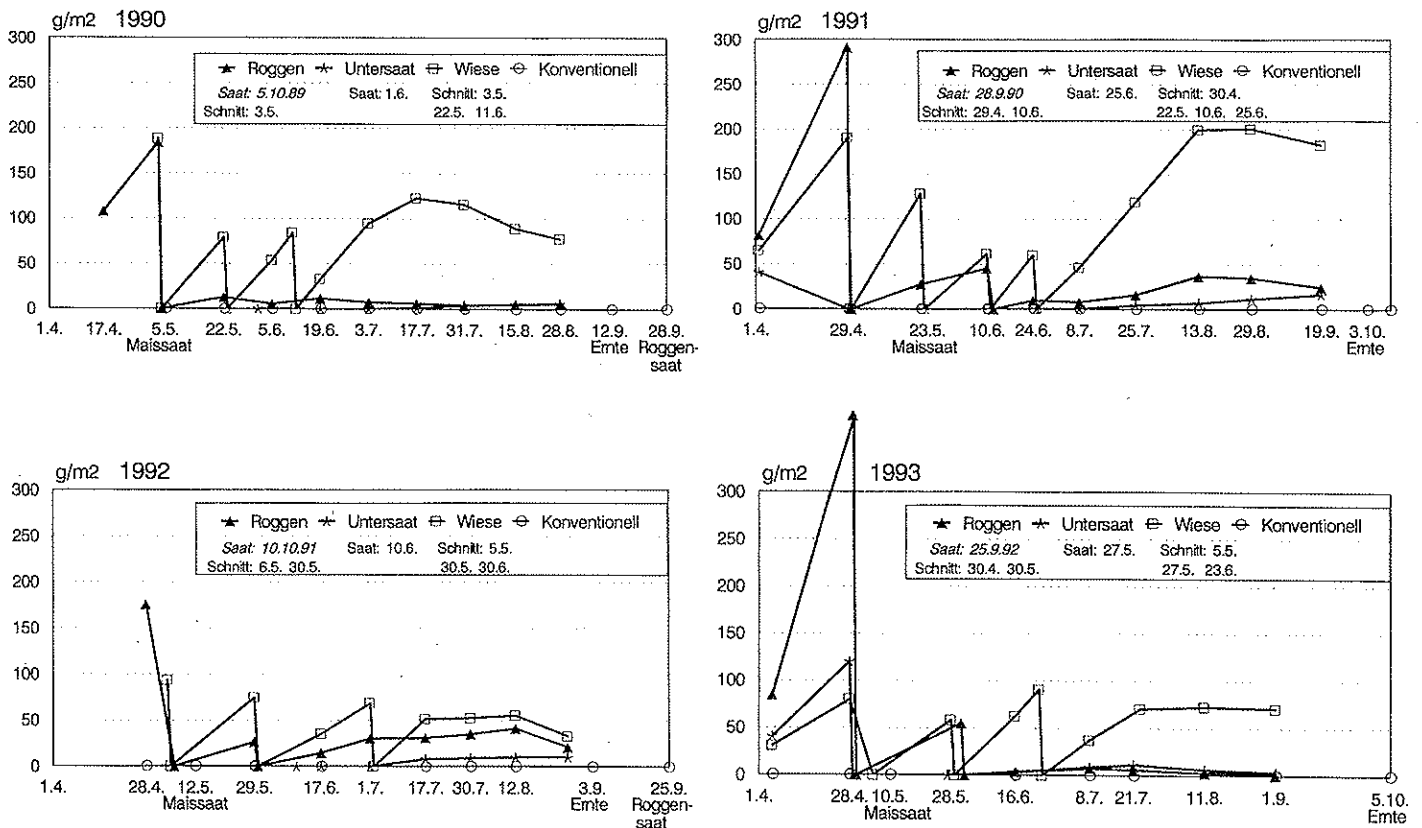 g/m2 1990
300
250
200
150
100
50
0
Roggen Untersaat Wiese Konventionell
Saat: 5.10.89 Saat: 1.6. Schnitt: 3.5.
Schnitt: 3.5. 22.5. 11.6.
1.4. 17.4. 5.5. 22.5. 5.6. 19.6. 3.7. 17.7. 31.7. 15.8. 28.8. 12.9. 28.9.
Maissaat Ernte Roggen-
saat
g/m2 1991
300
250
200
150
100
50
0
Roggen Untersaat Wiese Konventionell
Saat: 28.9.90 Saat: 25.6. Schnitt: 30.4.
Schnitt: 29.4. 10.6. 22.5. 10.6. 25.6.
1.4. 29.4. 23.5. 10.6. 24.6. 8.7. 25.7. 13.8. 29.8. 19.9. 3.10.
Maissaat Ernte
g/m2 1992
300
250
200
150
100
50
0
Roggen Untersaat Wiese Konventionell
Saat: 10.10.91 Saat: 10.6. Schnitt: 5.5.
Schnitt: 6.5. 30.5. 30.5. 30.6.
1.4. 28.4. 12.5. 29.5. 17.6. 1.7. 17.7. 30.7. 12.8. 3.9. 25.9.
Maissaat Ernte Roggen-
saat
g/m2 1993
300
250
200
150
100
50
0
Roggen Untersaat Wiese Konventionell
Saat: 25.9.92 Saat: 27.5. Schnitt: 5.5.
Schnitt: 30.4. 30.5. 27.5. 23.6.
1.4. 28.4. 10.5. 28.5. 16.6. 8.7. 21.7. 11.8. 1.9. 5.10.
Maissaat Ernte